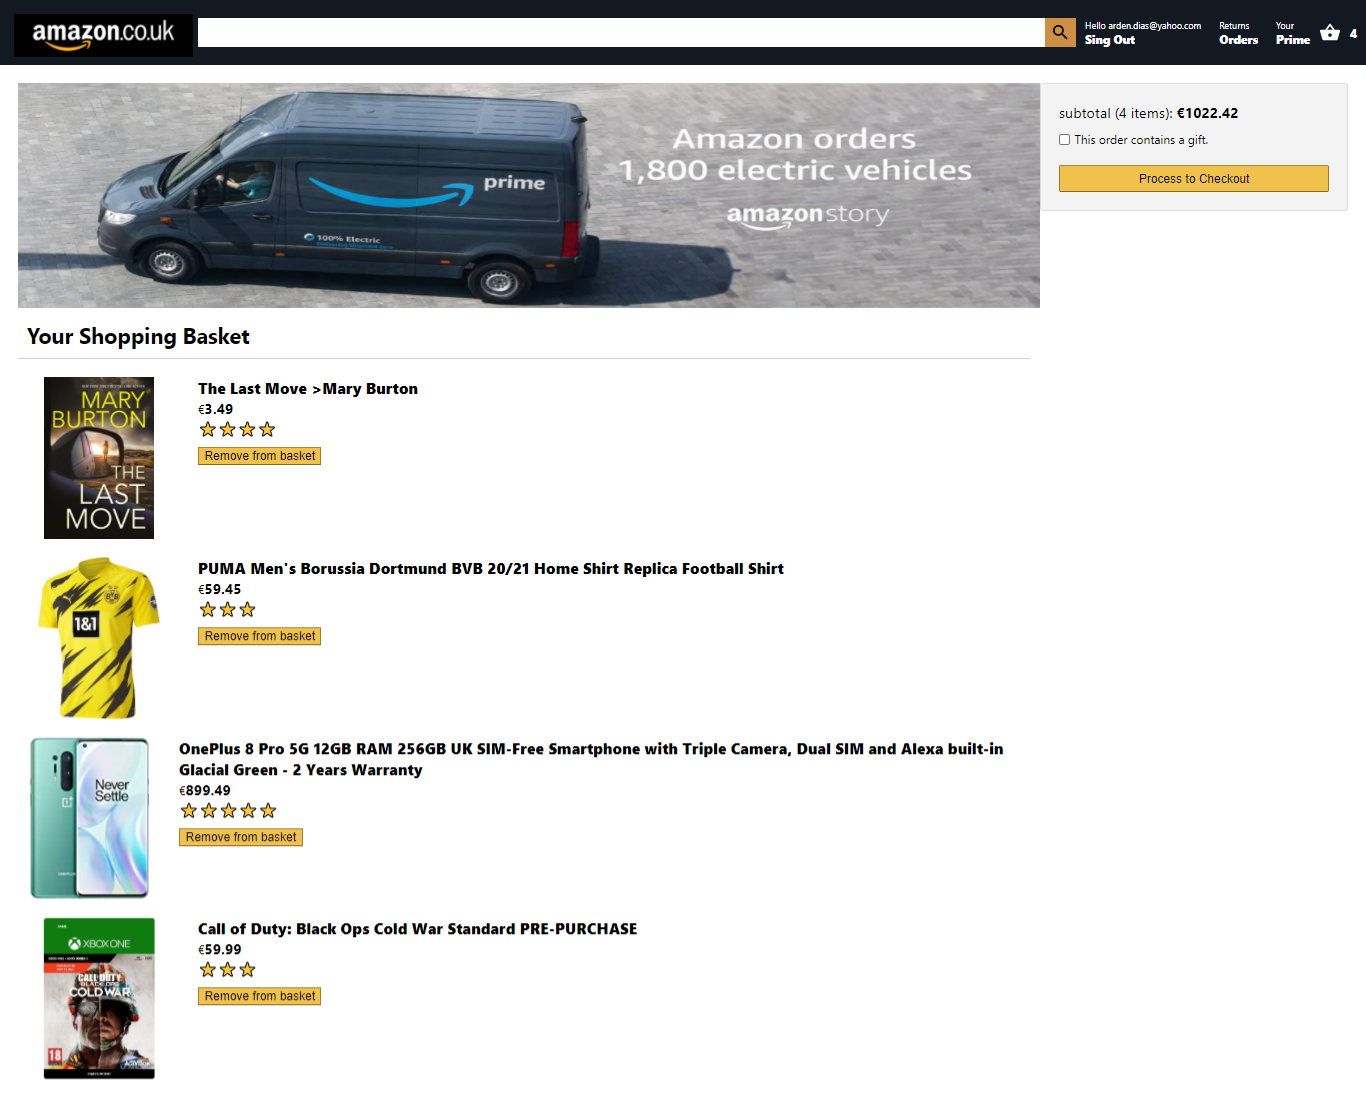 amazon.co.uk
Hello arden.dias@yahoo.com
Sing Out
Returns
Orders
Your
Prime
4
Amazon orders
1,800 electric vehicles
amazonstory
prime
100% Electric
subtotal (4 items): €1022.42
This order contains a gift.
Process to Checkout
Your Shopping Basket
MARY
BURTON
THE
LAST
MOVE
The Last Move >Mary Burton
€3.49
Remove from basket
BVB
1&1
PUMA Men's Borussia Dortmund BVB 20/21 Home Shirt Replica Football Shirt
€59.45
Remove from basket
Never
Settle
OnePlus 8 Pro 5G 12GB RAM 256GB UK SIM-Free Smartphone with Triple Camera, Dual SIM and Alexa built-in
Glacial Green - 2 Years Warranty
€899.49
Remove from basket
XBOX ONE
CALL OF DUTY
BLACK OPS
COLD WAR
18
ACTIVISION
Call of Duty: Black Ops Cold War Standard PRE-PURCHASE
€59.99
Remove from basket